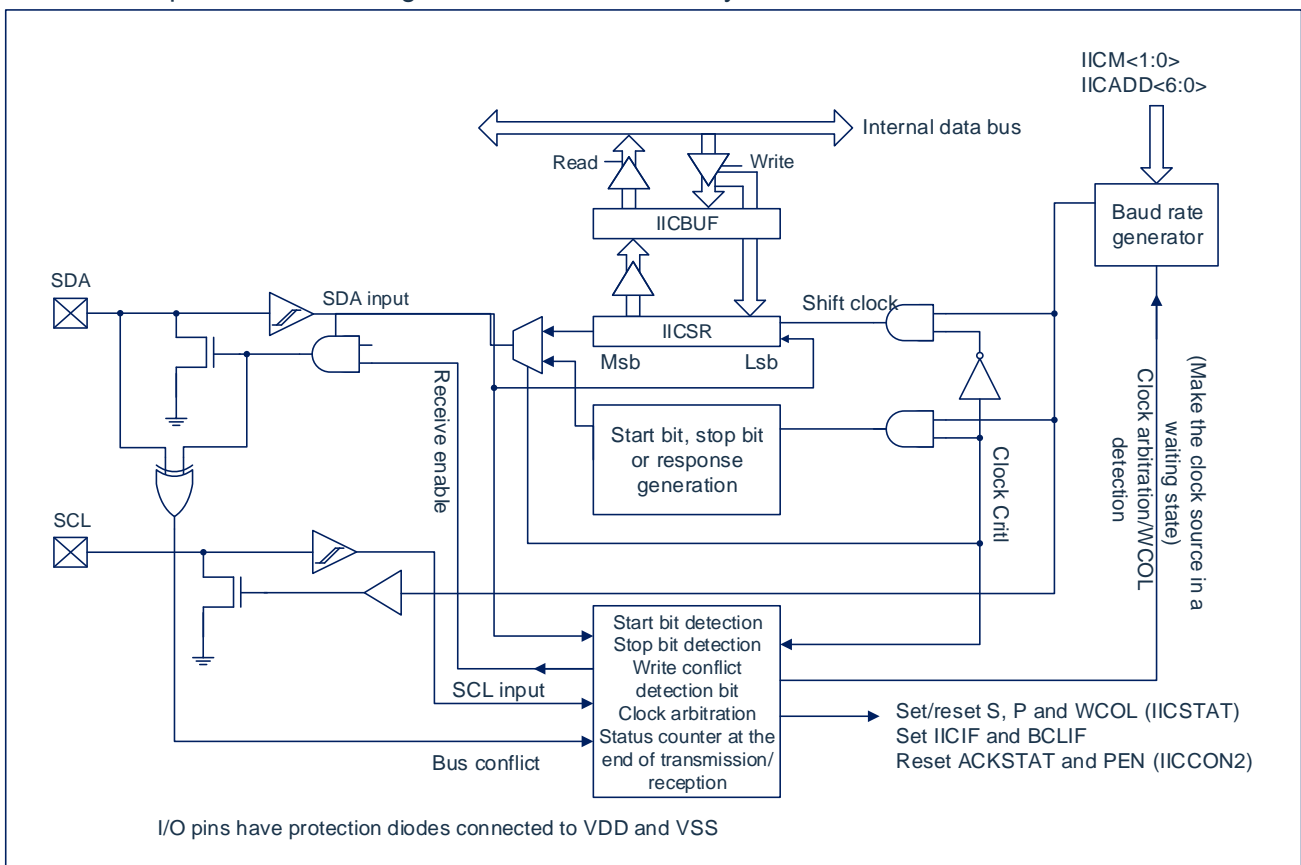 IICM<1:0>
IICADD<6:0>
Internal data bus
Read
Write
IICBUF
Baud rate
generator
SDA
SDA input
Shift clock
IICSR
Msb
Lsb
Receive enable
Start bit, stop bit
or response
generation
Clock Critl
Clock arbitration/WCOL
detection
(Make the clock source in a
waiting state)
SCL
SCL input
Bus conflict
Start bit detection
Stop bit detection
Write conflict
detection bit
Clock arbitration
Status counter at the
end of transmission/
reception
Set/reset S, P and WCOL (IICSTAT)
Set IICIF and BCLIF
Reset ACKSTAT and PEN (IICCON2)
I/O pins have protection diodes connected to VDD and VSS